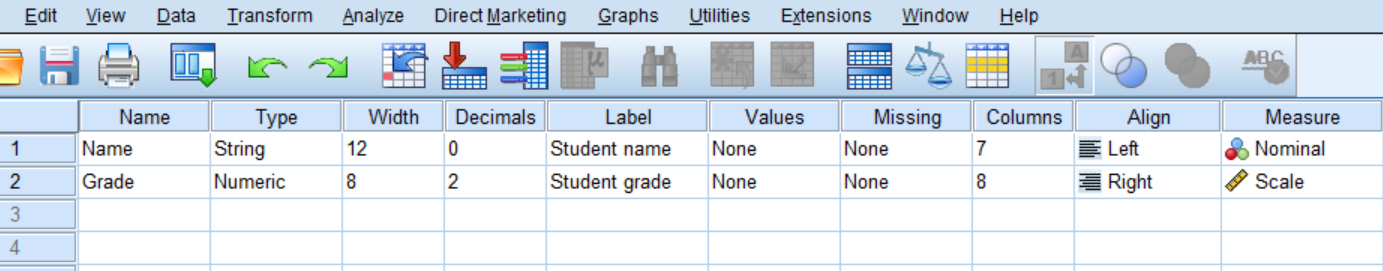 Edit View Data Transform Analyze Direct Marketing Graphs Utilities Extensions Window Help
A 1 μ ABC
Name Type Width Decimals Label Values Missing Columns Align Measure
1 Name String 12 0 Student name None None 7 Left Nominal
2 Grade Numeric 8 2 Student grade None None 8 Right Scale
3
4